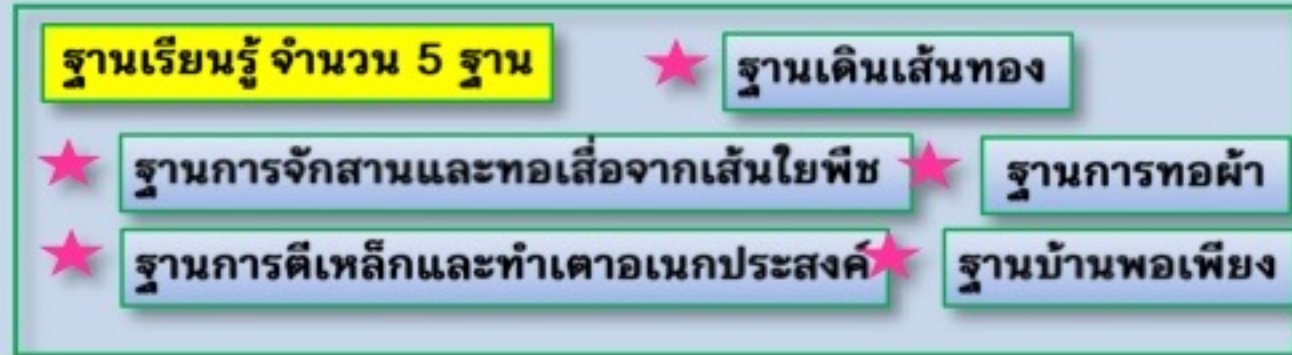 ฐานเรียนรู้ จำนวน 5 ฐาน
ฐานเดินเส้นทอง
ฐานการจักสานและทอเสื่อจากเส้นใยพืช
ฐานการทอผ้า
ฐานการตีเหล็กและทำเตาอเนกประสงค์
ฐานบ้านพอเพียง